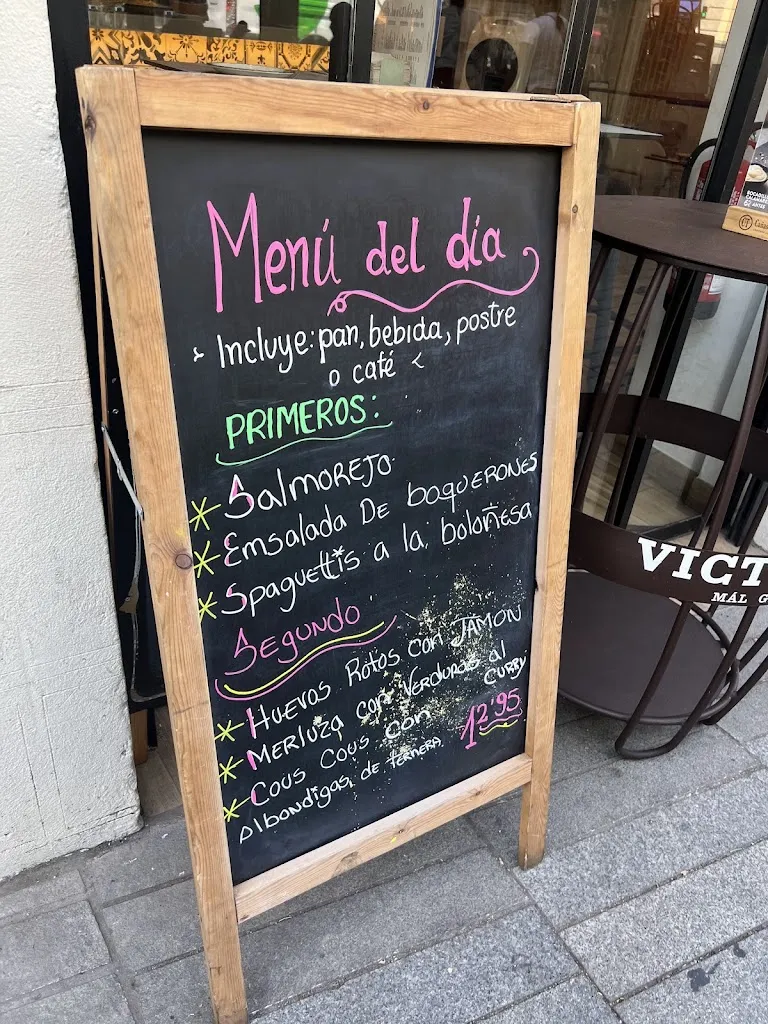 Menú del día
Incluye: pan, bebida, postre
o café
PRIMEROS:
* Salmorejo
* Emsalada De boquerones
* Spaguettis a la boloñesa
Segundo
* Huevos Rotos con JAMON
* Merluza con Verduras al
curry
* Cous Cous con
Albondigas de ternera
12'95
VICT
MÁL G